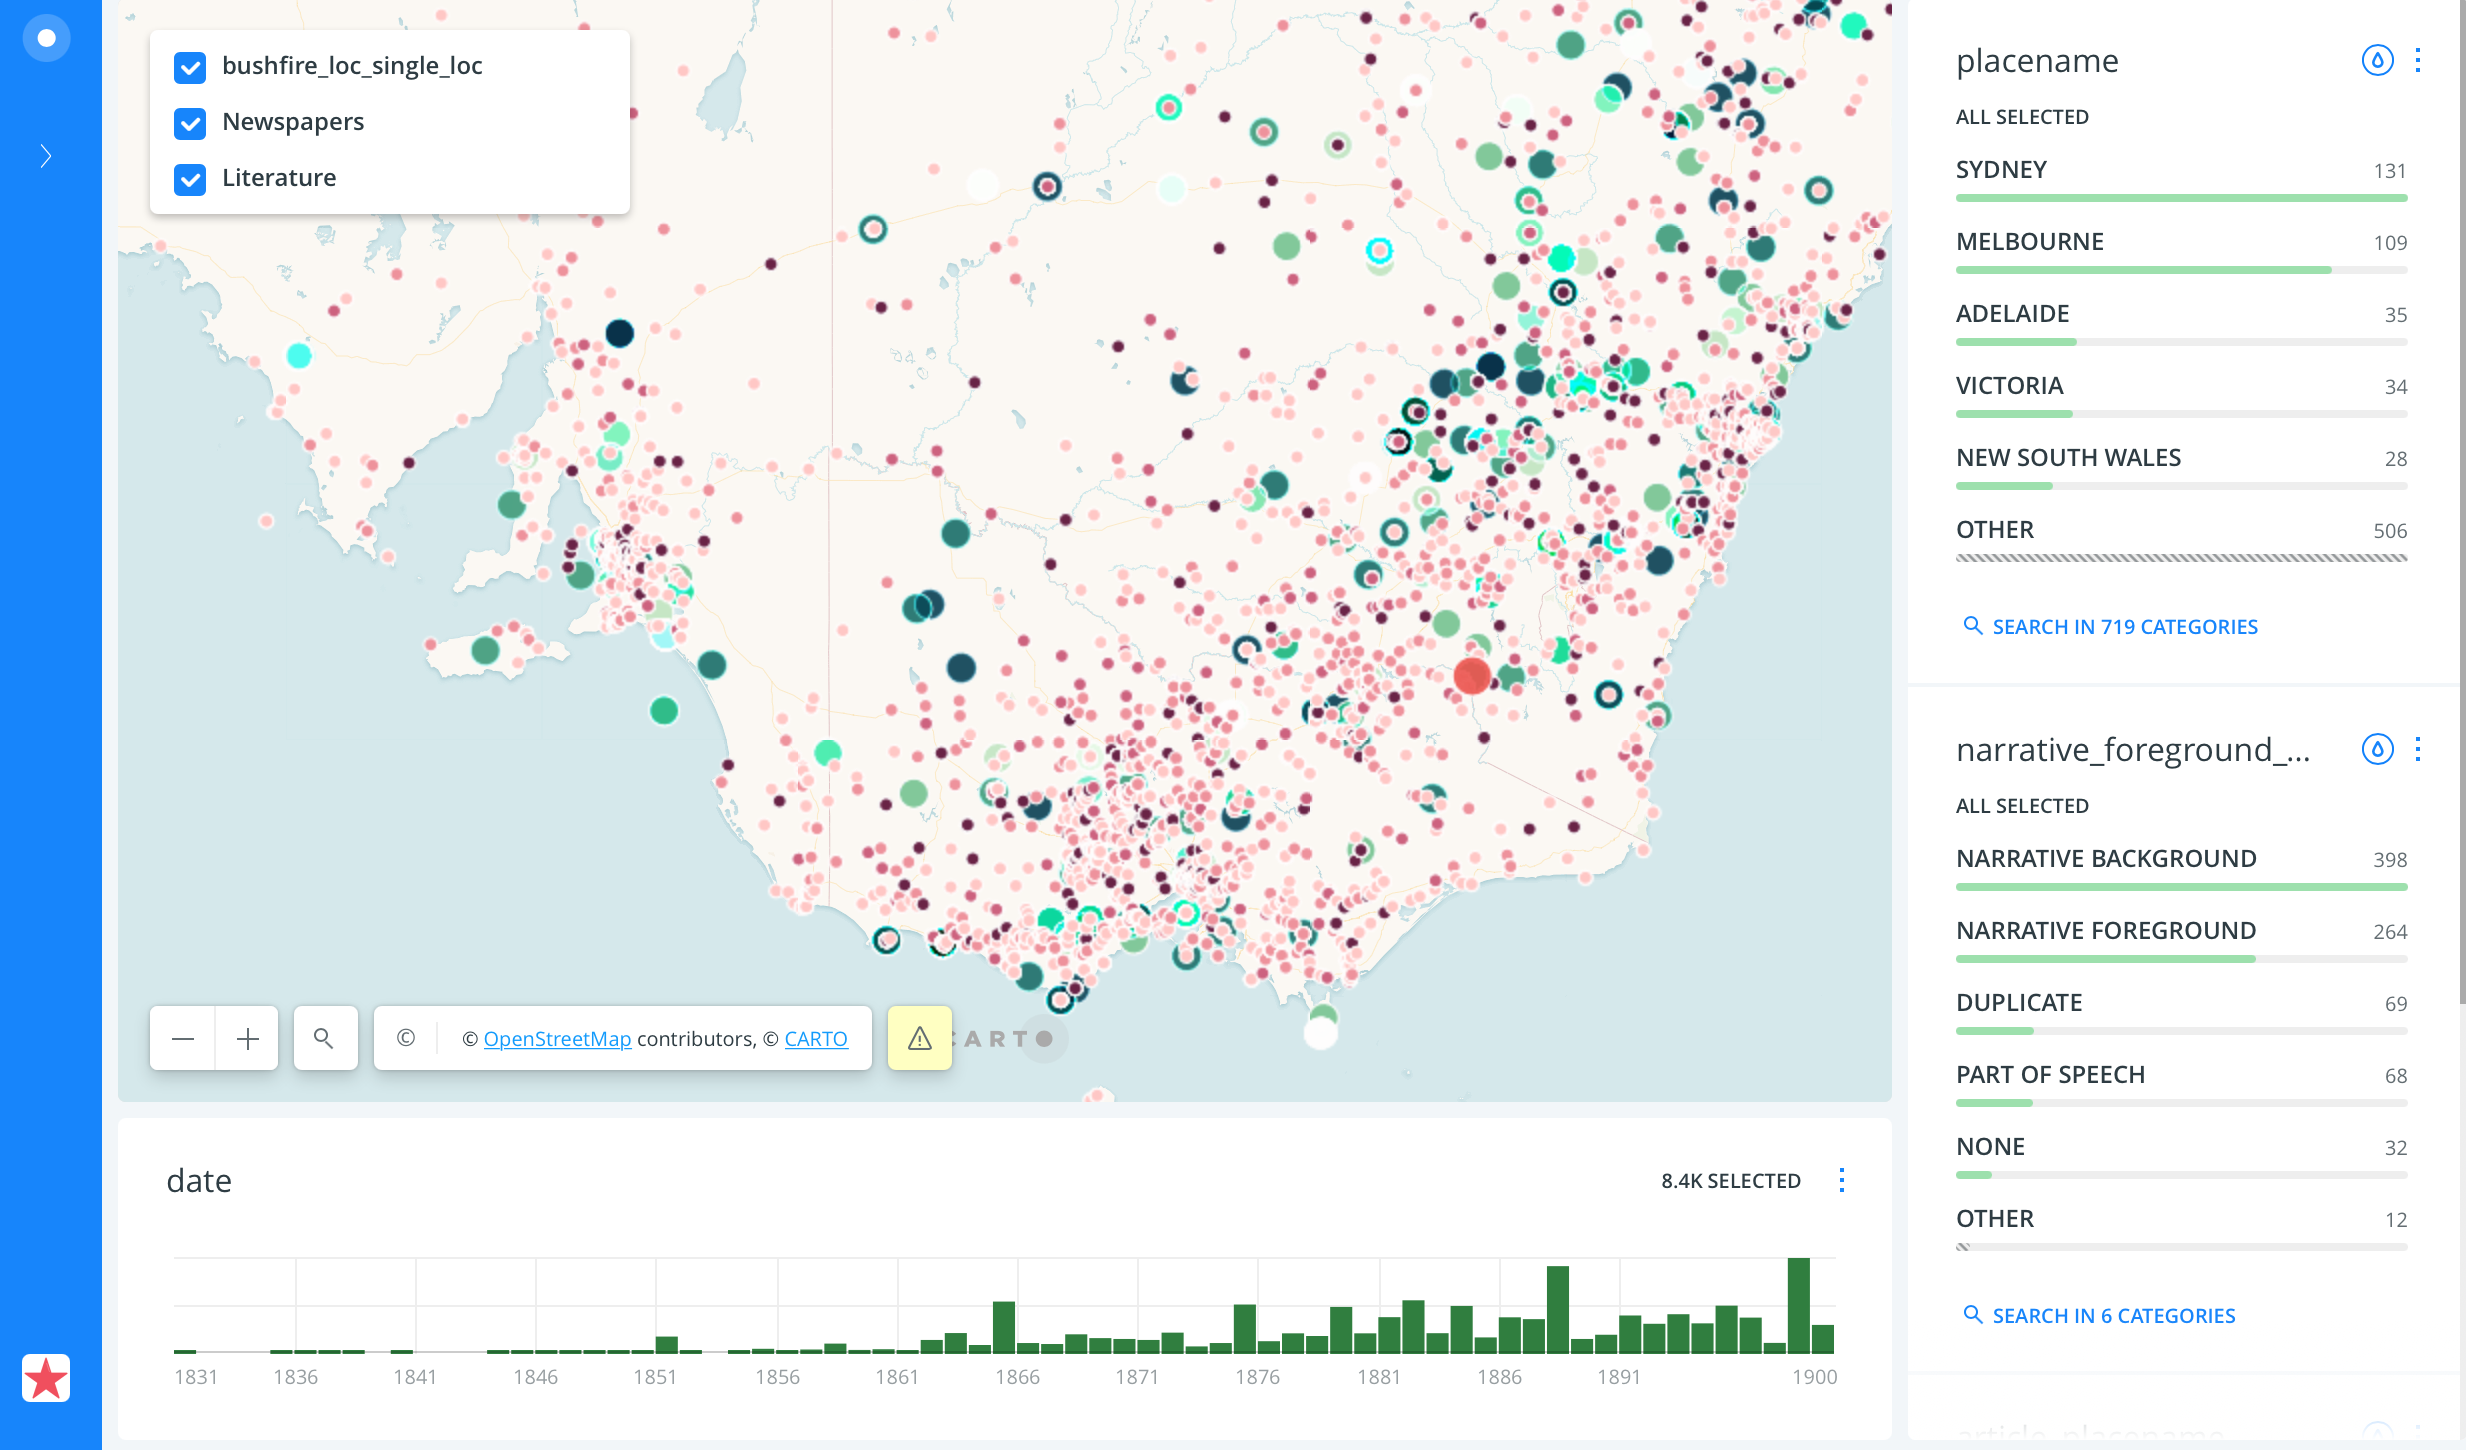 bushfire_loc_single_loc
Newspapers
Literature
© © OpenStreetMap contributors, © CARTO
CART
date
8.4K SELECTED
1831 1836 1841 1846 1851 1856 1861 1866 1871 1876 1881 1886 1891 1900
placename
ALL SELECTED
SYDNEY 131
MELBOURNE 109
ADELAIDE 35
VICTORIA 34
NEW SOUTH WALES 28
OTHER 506
SEARCH IN 719 CATEGORIES
narrative_foreground_...
ALL SELECTED
NARRATIVE BACKGROUND 398
NARRATIVE FOREGROUND 264
DUPLICATE 69
PART OF SPEECH 68
NONE 32
OTHER 12
SEARCH IN 6 CATEGORIES
article_placename